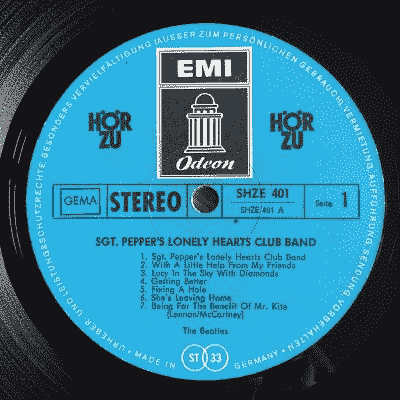 URHEBER- UND LEISTUNGSSCHUTZRECHTE, BESONDERS VERVIELFÄLTIGUNG (AUSSER ZUM PERSÖNLICHEN GEBRAUCH) VERMIETUNG, AUFFÜHRUNG, SENDUNG VORBEHALTEN
EMI
HÖR ZU
HÖR ZU
Odeon
GEMA
STEREO
SHZE 401
SHZE/401 A
Seite 1
SGT. PEPPER'S LONELY HEARTS CLUB BAND
1. Sgt. Pepper's Lonely Hearts Club Band
2. With A Little Help From My Friends
3. Lucy In The Sky With Diamonds
4. Getting Better
5. Fixing A Hole
6. She's Leaving Home
7. Being For The Benefit Of Mr. Kite
(Lennon/McCartney)
The Beatles
MADE IN GERMANY
ST 33